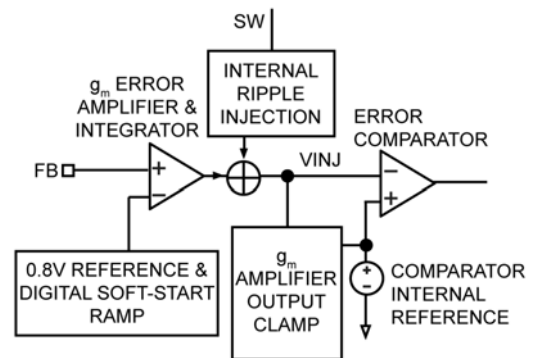 SW
INTERNAL
RIPPLE
INJECTION
gm ERROR
AMPLIFIER &
INTEGRATOR
ERROR
COMPARATOR
FB
+
−
VINJ
−
+
0.8V REFERENCE &
DIGITAL SOFT-START
RAMP
gm
AMPLIFIER
OUTPUT
CLAMP
+
−
COMPARATOR
INTERNAL
REFERENCE